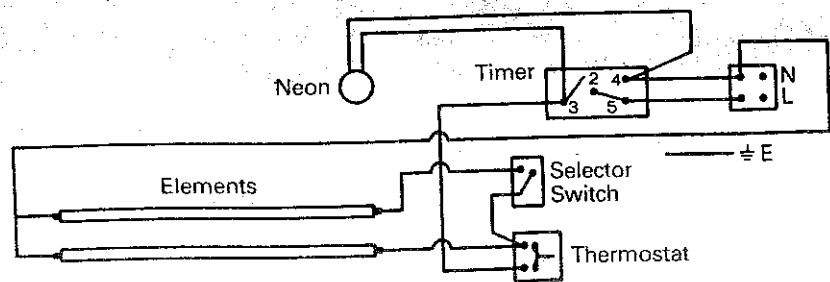 Neon
Timer
2 4
3 5
N
L
E
Elements
Selector
Switch
Thermostat